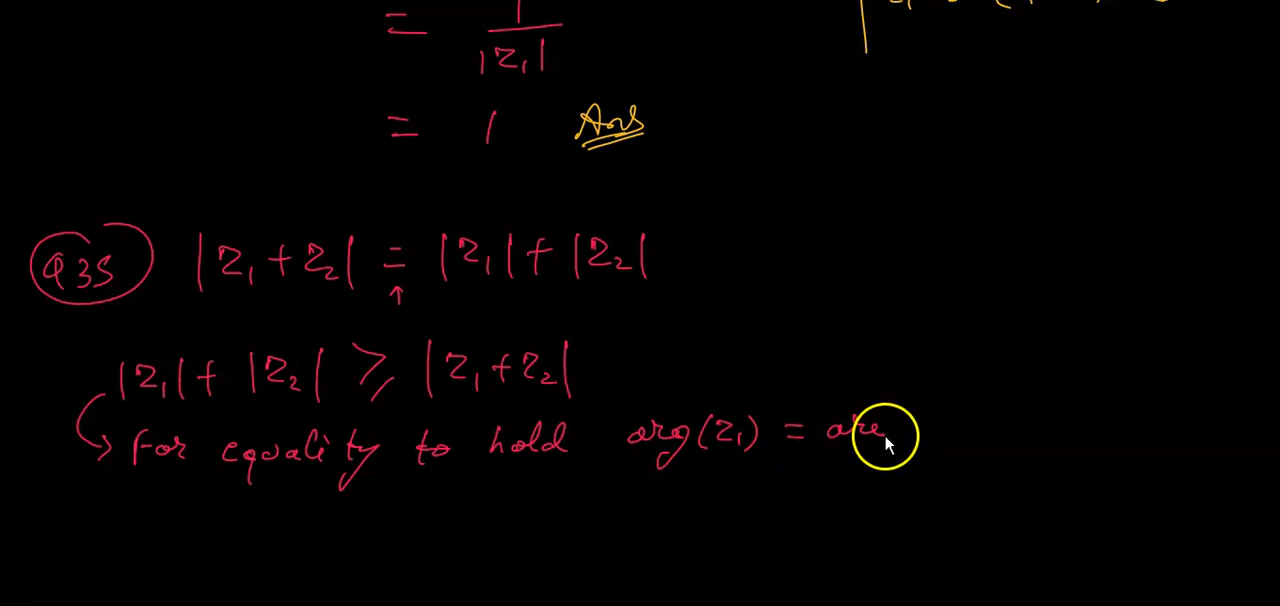 = 1 / |z₁|
= 1 Ans
Q35 |z₁ + z₂| = |z₁| + |z₂|
↑
|z₁| + |z₂| ≥ |z₁ + z₂|
↳ for equality to hold arg(z₁) = are